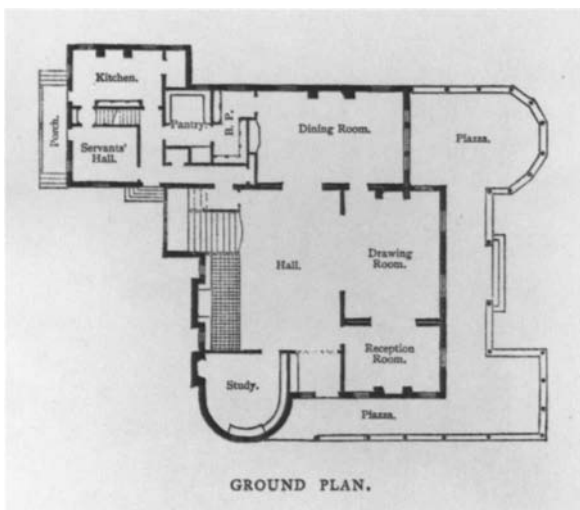 Kitchen.
Porch.
Servants'
Hall.
Pantry.
B. P.
Dining Room.
Piazza.
Hall.
Drawing
Room.
Reception
Room.
Study.
Piazza.
GROUND PLAN.